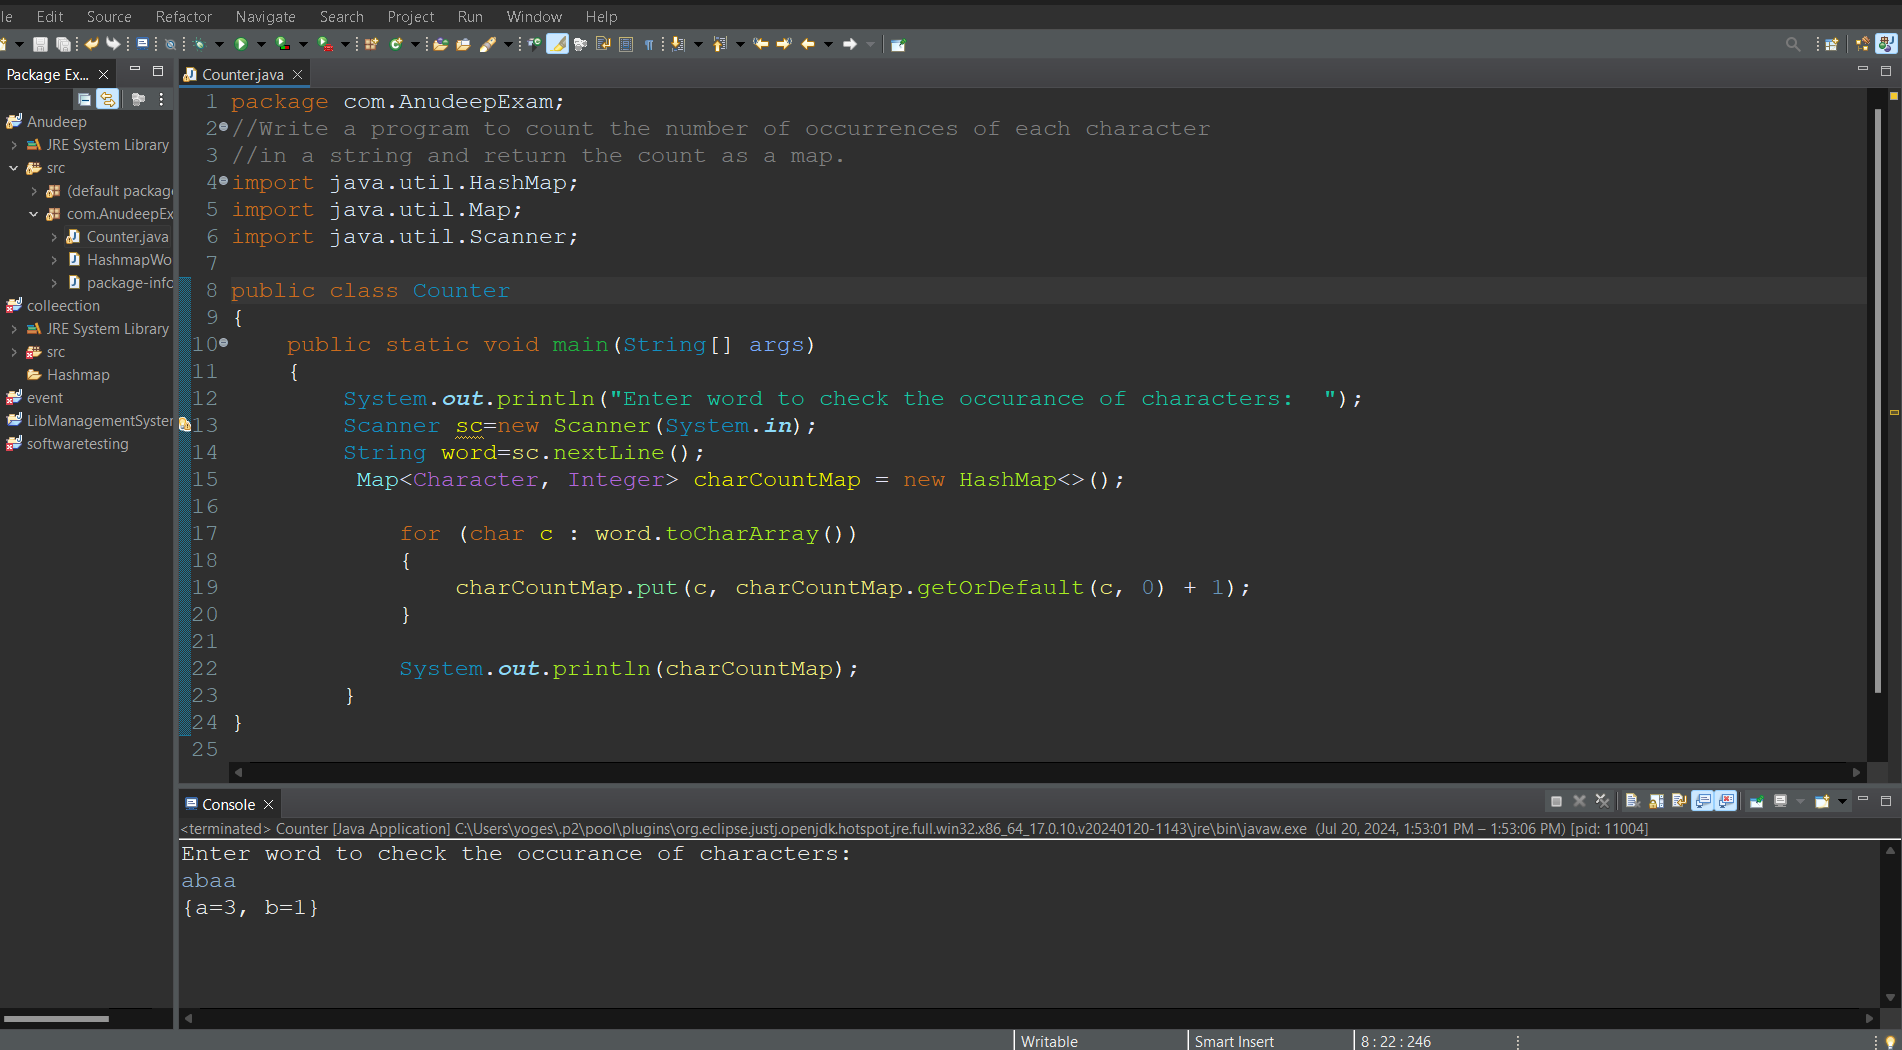 le Edit Source Refactor Navigate Search Project Run Window Help
Package Ex...
Counter.java
Anudeep
JRE System Library
src
(default package
com.AnudeepEx
Counter.java
HashmapWo
package-info
colleection
JRE System Library
src
Hashmap
event
LibManagementSyster
softwaretesting
1 package com.AnudeepExam;
2 //Write a program to count the number of occurrences of each character
3 //in a string and return the count as a map.
4 import java.util.HashMap;
5 import java.util.Map;
6 import java.util.Scanner;
7
8 public class Counter
9 {
10 public static void main(String[] args)
11 {
12 System.out.println("Enter word to check the occurance of characters:  ");
13 Scanner sc=new Scanner(System.in);
14 String word=sc.nextLine();
15 Map<Character, Integer> charCountMap = new HashMap<>();
16
17 for (char c : word.toCharArray())
18 {
19 charCountMap.put(c, charCountMap.getOrDefault(c, 0) + 1);
20 }
21
22 System.out.println(charCountMap);
23 }
24 }
25
Console
<terminated> Counter [Java Application] C:\Users\yoges\.p2\pool\plugins\org.eclipse.justj.openjdk.hotspot.jre.full.win32.x86_64_17.0.10.v20240120-1143\jre\bin\javaw.exe (Jul 20, 2024, 1:53:01 PM – 1:53:06 PM) [pid: 11004]
Enter word to check the occurance of characters:
abaa
{a=3, b=1}
Writable Smart Insert 8 : 22 : 246